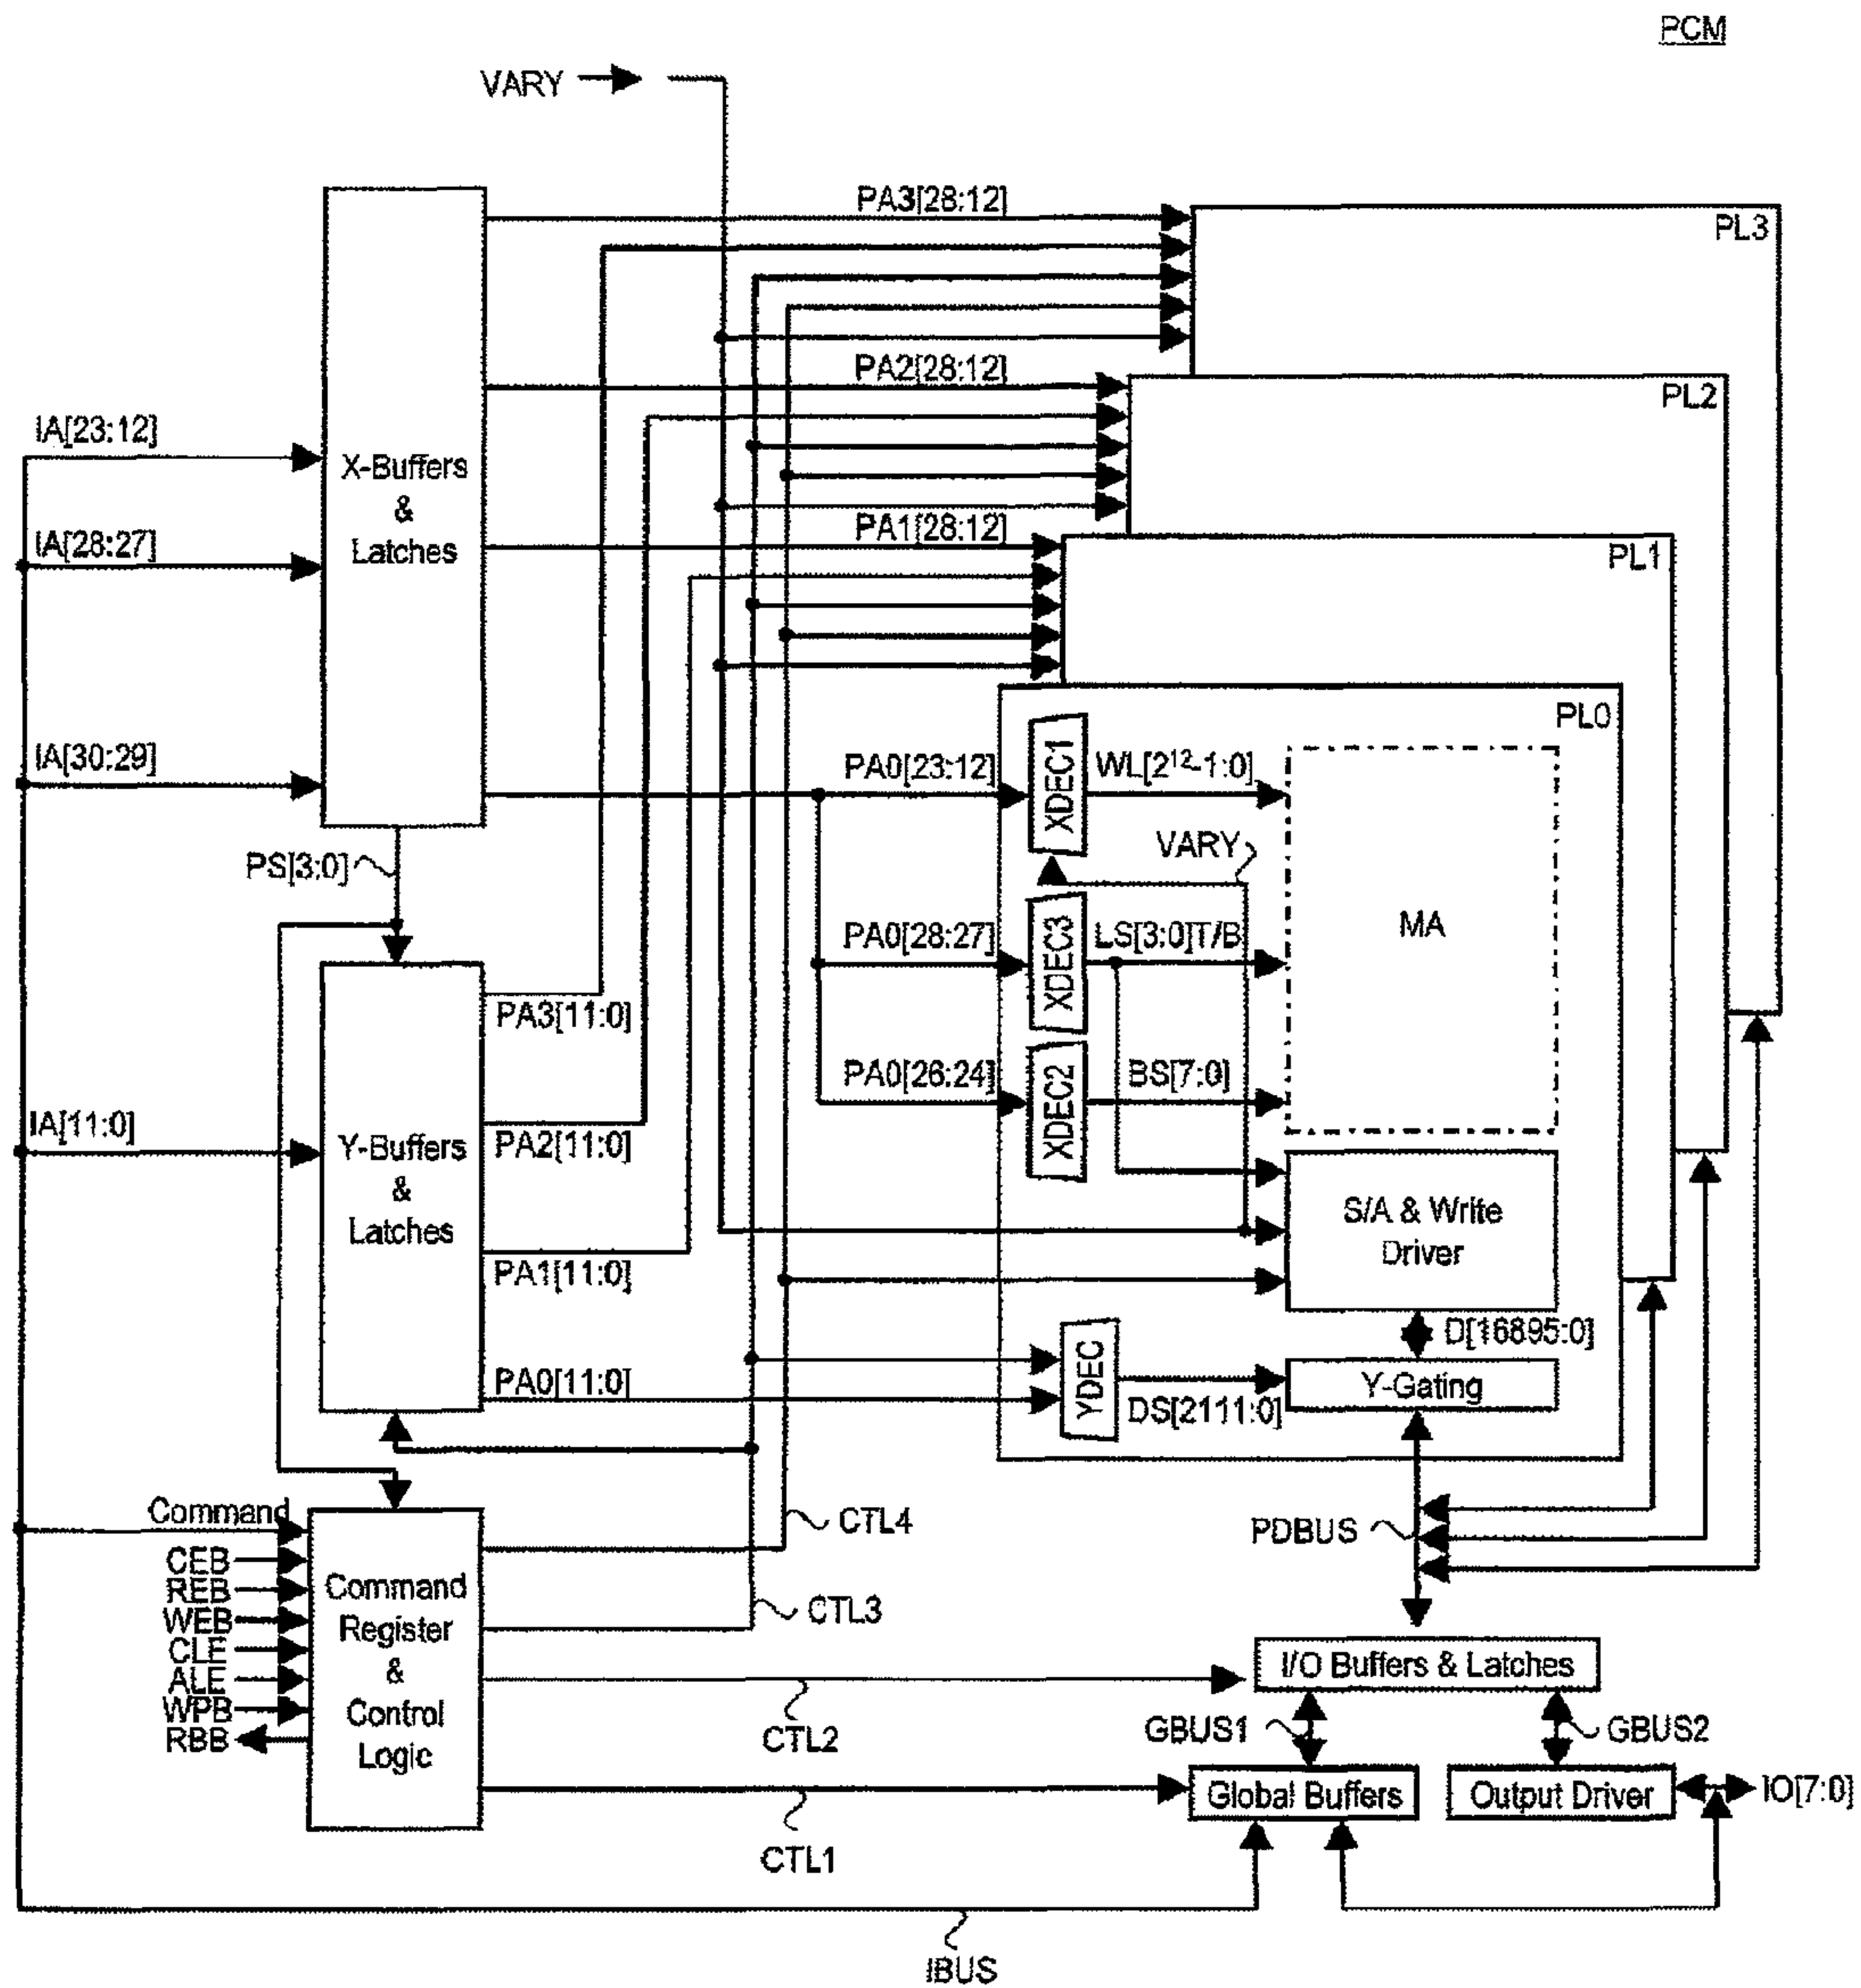 PCM
VARY
PA3[28:12]
PL3
PA2[28:12]
PL2
IA[23:12]
X-Buffers
&
Latches
IA[28:27]
PA1[28:12]
PL1
PL0
IA[30:29]
PA0[23:12]
XDEC1
WL[2¹²-1:0]
VARY
PS[3:0]
MA
PA0[28:27]
XDEC3
LS[3:0]T/B
PA3[11:0]
PA0[26:24]
XDEC2
BS[7:0]
IA[11:0]
Y-Buffers
&
Latches
PA2[11:0]
S/A & Write
Driver
PA1[11:0]
D[16895:0]
PA0[11:0]
YDEC
DS[2111:0]
Y-Gating
Command
CEB
REB
WEB
CLE
ALE
WPB
RBB
Command
Register
&
Control
Logic
CTL4
PDBUS
CTL3
I/O Buffers & Latches
CTL2
GBUS1
GBUS2
Global Buffers
Output Driver
IO[7:0]
CTL1
IBUS